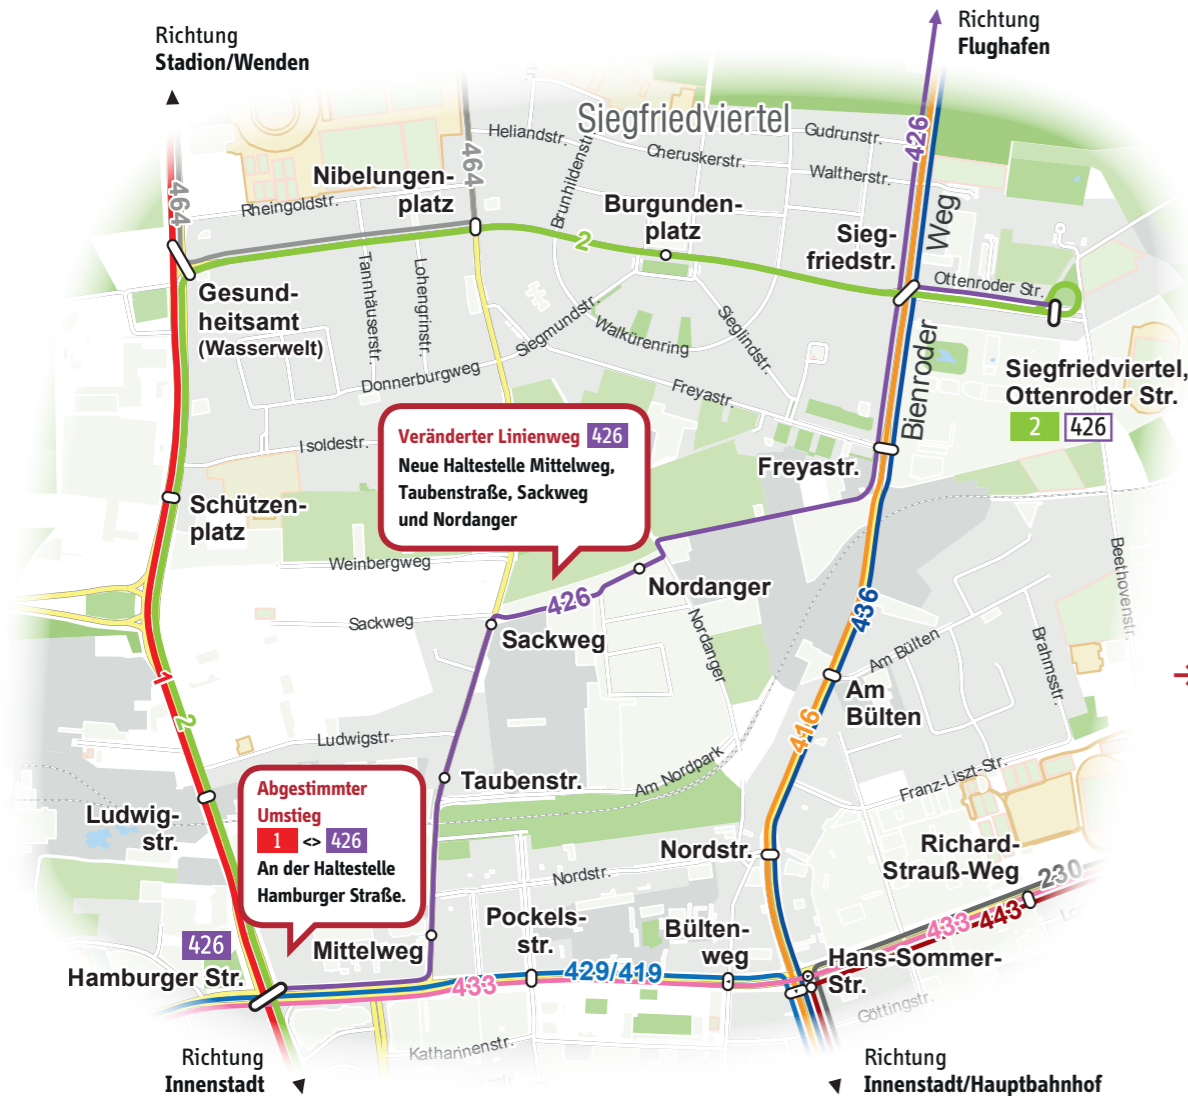 Richtung
Stadion/Wenden
Richtung
Flughafen
Siegfriedviertel
Heliandstr.
Cheruskerstr.
Gudrunstr.
Waltherstr.
Brunhildenstr.
426
464
464
Nibelungen-
platz
Rheingoldstr.
Burgunden-
platz
2
Sieg-
friedstr.
Weg
Bienroder
Ottenroder Str.
Gesund-
heitsamt
(Wasserwelt)
Tannhäuserstr.
Lohengrinstr.
Siegmundstr.
Walkürenring
Sieglindstr.
Donnerburgweg
Freyastr.
Siegfriedviertel,
Ottenroder Str.
2 426
Isoldestr.
Veränderter Linienweg 426
Neue Haltestelle Mittelweg,
Taubenstraße, Sackweg
und Nordanger
Freyastr.
Schützen-
platz
Weinbergweg
Beethovenstr.
Nordanger
426
436
Sackweg
Sackweg
Nordanger
Am Bülten
Brahmsstr.
1
2
Am
Bülten
416
Ludwigstr.
Taubenstr.
Am Nordpark
Franz-Liszt-Str.
Ludwig-
str.
Abgestimmter
Umstieg
1 <> 426
An der Haltestelle
Hamburger Straße.
Nordstr.
Nordstr.
Richard-
Strauß-Weg
230
433
443
Pockels-
str.
Bülten-
weg
Hans-Sommer-
Str.
426
Hamburger Str.
Mittelweg
433
429/419
Göttingstr.
Katharinenstr.
Richtung
Innenstadt
Richtung
Innenstadt/Hauptbahnhof